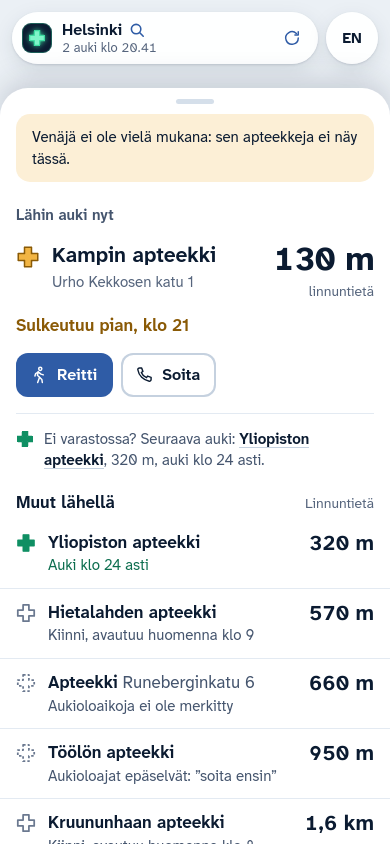 Helsinki
2 auki klo 20.41
EN
Venäjä ei ole vielä mukana: sen apteekkeja ei näy
tässä.
Lähin auki nyt
Kampin apteekki
130 m
Urho Kekkosen katu 1
linnuntietä
Sulkeutuu pian, klo 21
Reitti
Soita
Ei varastossa? Seuraava auki: Yliopiston
apteekki, 320 m, auki klo 24 asti.
Muut lähellä
Linnuntietä
Yliopiston apteekki
320 m
Auki klo 24 asti
Hietalahden apteekki
570 m
Kiinni, avautuu huomenna klo 9
Apteekki Runeberginkatu 6
660 m
Aukioloaikoja ei ole merkitty
Töölön apteekki
950 m
Aukioloajat epäselvät: ”soita ensin”
Kruununhaan apteekki
1,6 km
Kiinni, avautuu huomenna klo